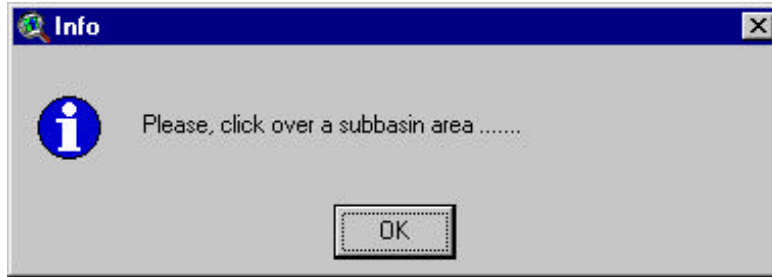 Info
Please, click over a subbasin area .......
OK